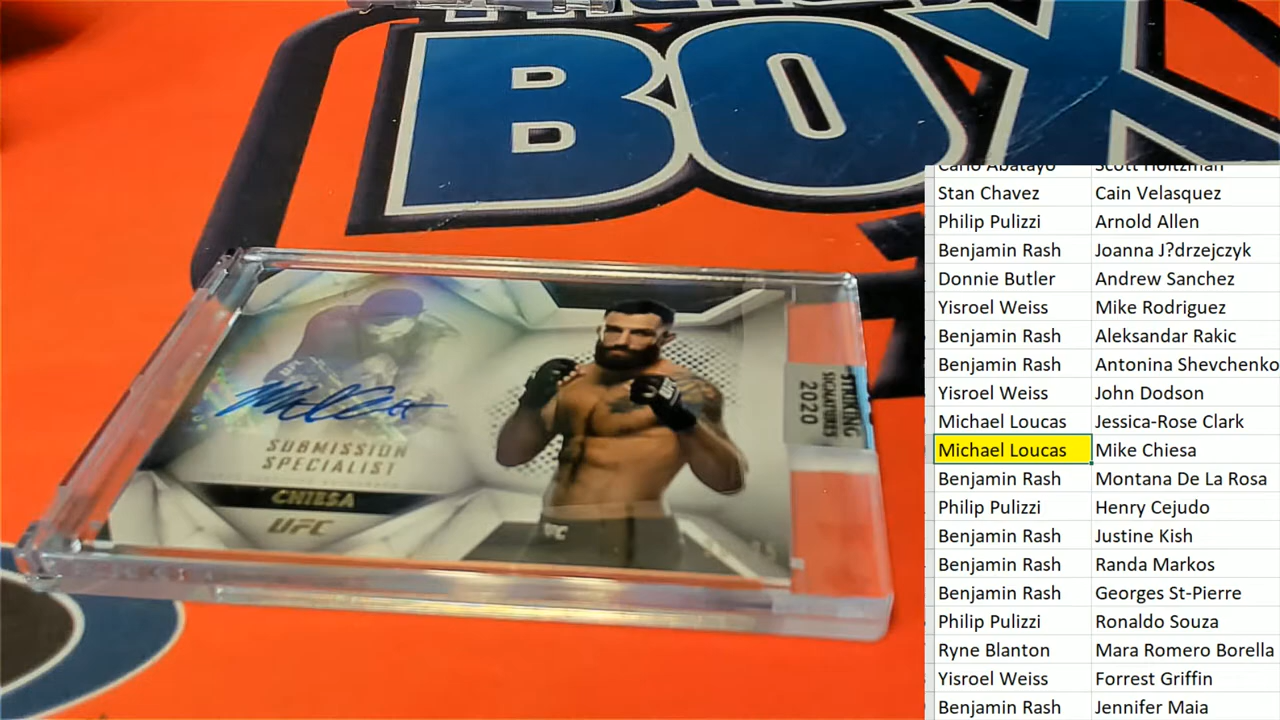 BOX
SUBMISSION
SPECIALIST
CHIESA
UFC
STRIKING
SIGNATURES
2020
Carlo Abatayo Scott Holtzman
Stan Chavez Cain Velasquez
Philip Pulizzi Arnold Allen
Benjamin Rash Joanna J?drzejczyk
Donnie Butler Andrew Sanchez
Yisroel Weiss Mike Rodriguez
Benjamin Rash Aleksandar Rakic
Benjamin Rash Antonina Shevchenko
Yisroel Weiss John Dodson
Michael Loucas Jessica-Rose Clark
Michael Loucas Mike Chiesa
Benjamin Rash Montana De La Rosa
Philip Pulizzi Henry Cejudo
Benjamin Rash Justine Kish
Benjamin Rash Randa Markos
Benjamin Rash Georges St-Pierre
Philip Pulizzi Ronaldo Souza
Ryne Blanton Mara Romero Borella
Yisroel Weiss Forrest Griffin
Benjamin Rash Jennifer Maia